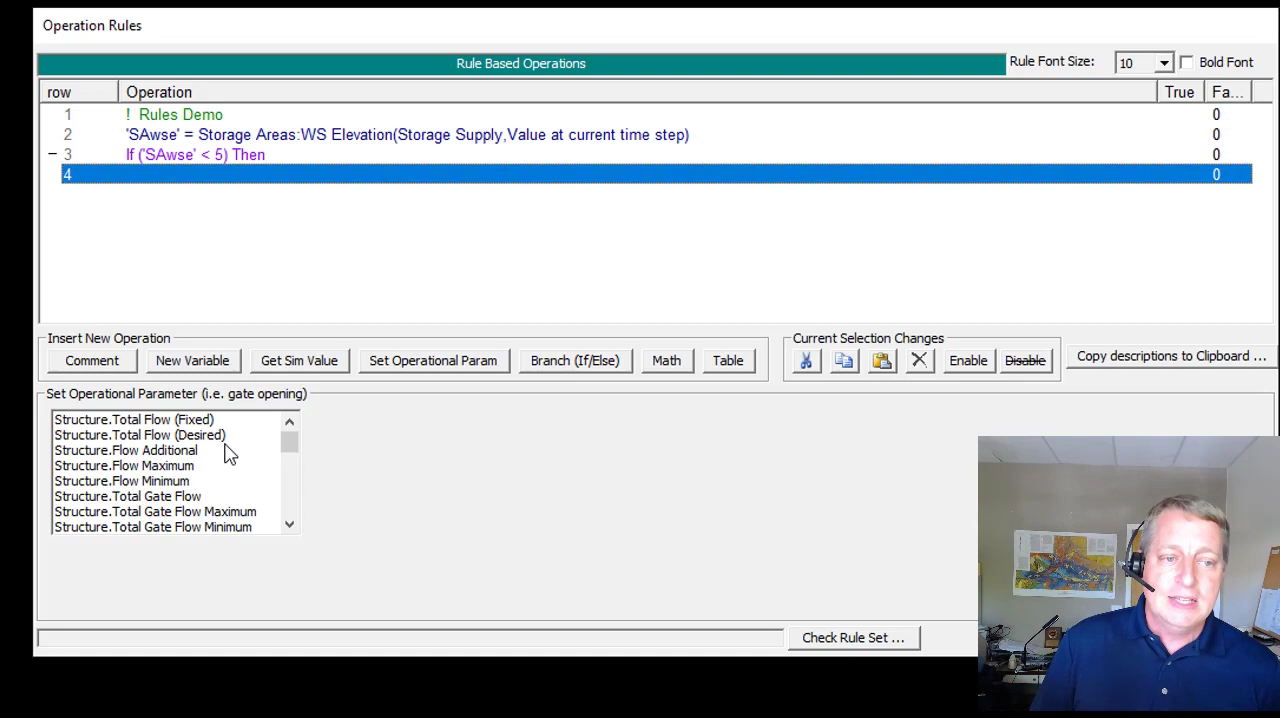 Operation Rules
Rule Based Operations
Rule Font Size: 10 Bold Font
row Operation True Fa...
1 ! Rules Demo 0
2 'SAwse' = Storage Areas:WS Elevation(Storage Supply,Value at current time step) 0
3 If ('SAwse' < 5) Then 0
4 0
Insert New Operation
Comment New Variable Get Sim Value Set Operational Param Branch (If/Else) Math Table
Current Selection Changes
Enable Disable
Copy descriptions to Clipboard ...
Set Operational Parameter (i.e. gate opening)
Structure.Total Flow (Fixed)
Structure.Total Flow (Desired)
Structure.Flow Additional
Structure.Flow Maximum
Structure.Flow Minimum
Structure.Total Gate Flow
Structure.Total Gate Flow Maximum
Structure.Total Gate Flow Minimum
Check Rule Set ...